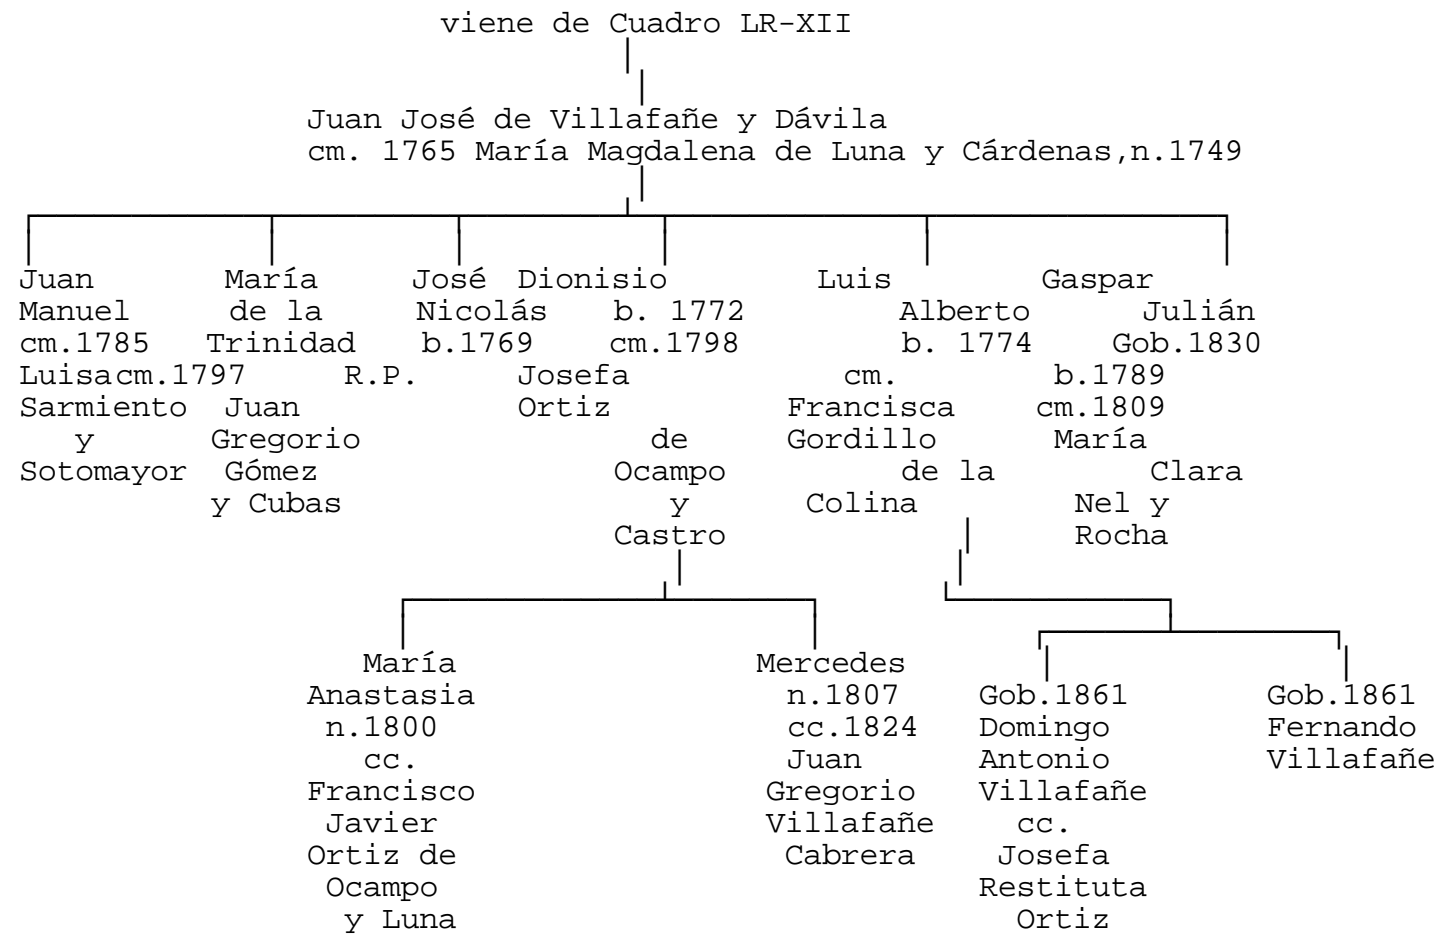 viene de Cuadro LR-XII
Juan José de Villafañe y Dávila
cm. 1765 María Magdalena de Luna y Cárdenas,n.1749
Juan María José Dionisio Luis Gaspar
Manuel de la Nicolás b. 1772 Alberto Julián
cm.1785 Trinidad b.1769 cm.1798 b. 1774 Gob.1830
Luisacm.1797 R.P. Josefa cm. b.1789
Sarmiento Juan Ortiz Francisca cm.1809
y Gregorio de Gordillo María
Sotomayor Gómez Ocampo de la Clara
y Cubas y Colina Nel y
Castro Rocha
María Mercedes
Anastasia n.1807 Gob.1861 Gob.1861
n.1800 cc.1824 Domingo Fernando
cc. Juan Antonio Villafañe
Francisco Gregorio Villafañe
Javier Villafañe cc.
Ortiz de Cabrera Josefa
Ocampo Restituta
y Luna Ortiz